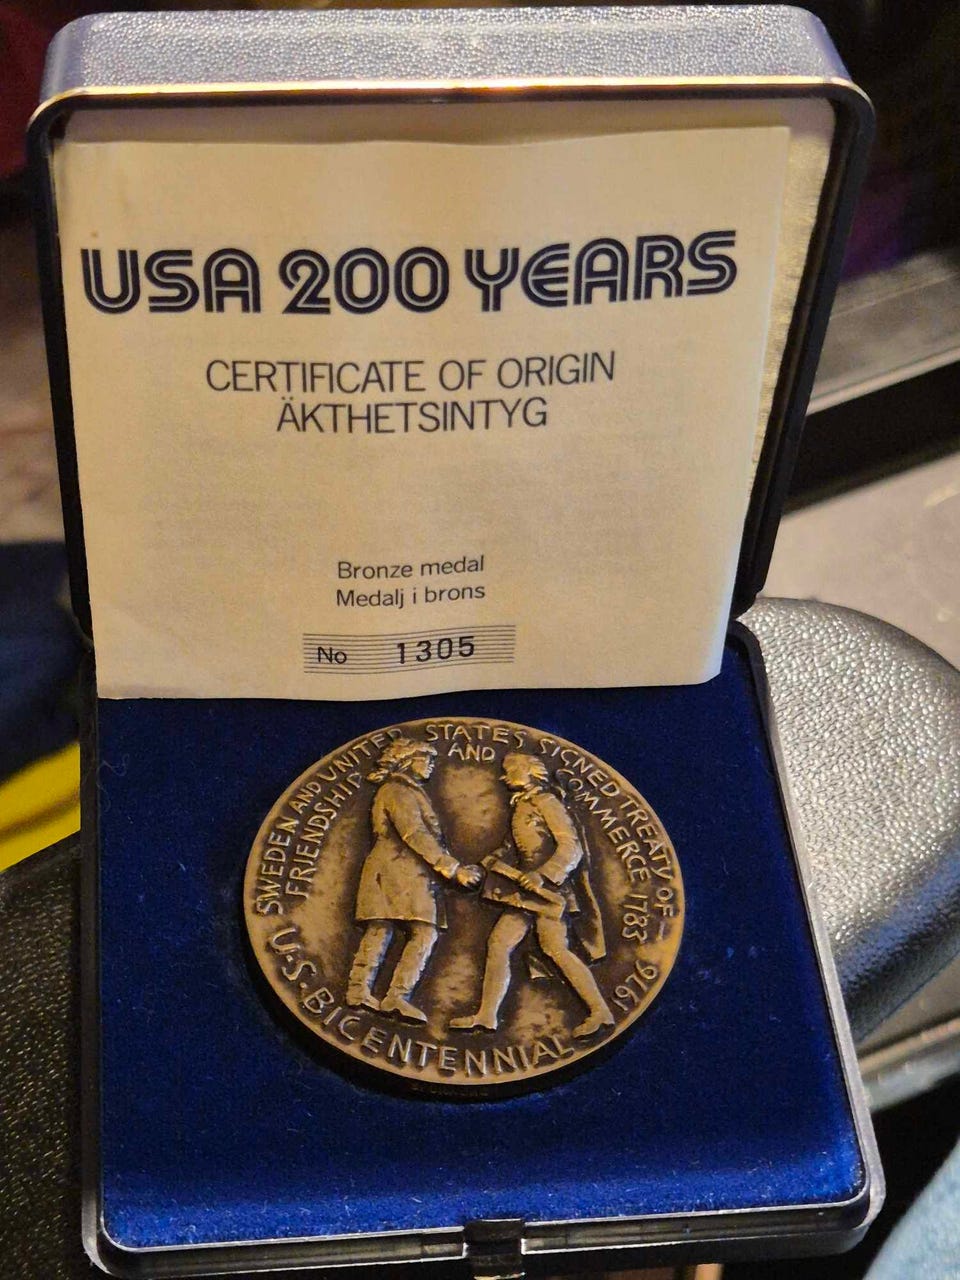 USA 200 YEARS
CERTIFICATE OF ORIGIN
ÄKTHETSINTYG
Bronze medal
Medalj i brons
No 1305
SWEDEN AND UNITED STATES SIGNED TREATY OF
FRIENDSHIP AND COMMERCE 1783
U.S. BICENTENNIAL 1976